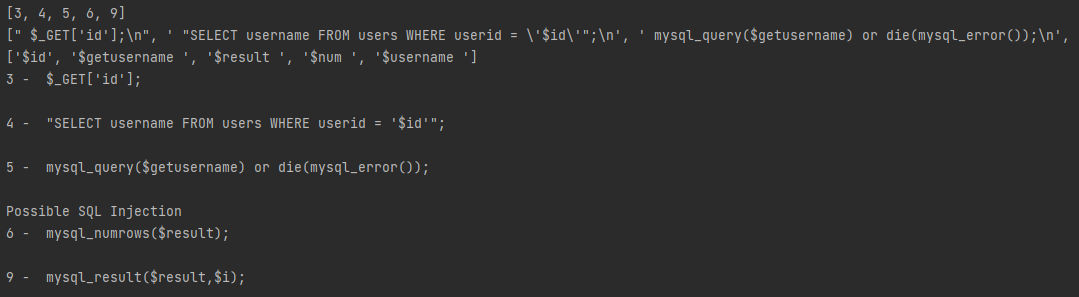 [3, 4, 5, 6, 9]
[" $_GET['id'];\n", ' "SELECT username FROM users WHERE userid = \'$id\'";\n', ' mysql_query($getusername) or die(mysql_error());\n',
['$id', '$getusername ', '$result ', '$num ', '$username ']
3 -  $_GET['id'];
4 -  "SELECT username FROM users WHERE userid = '$id'";
5 -  mysql_query($getusername) or die(mysql_error());
Possible SQL Injection
6 -  mysql_numrows($result);
9 -  mysql_result($result,$i);